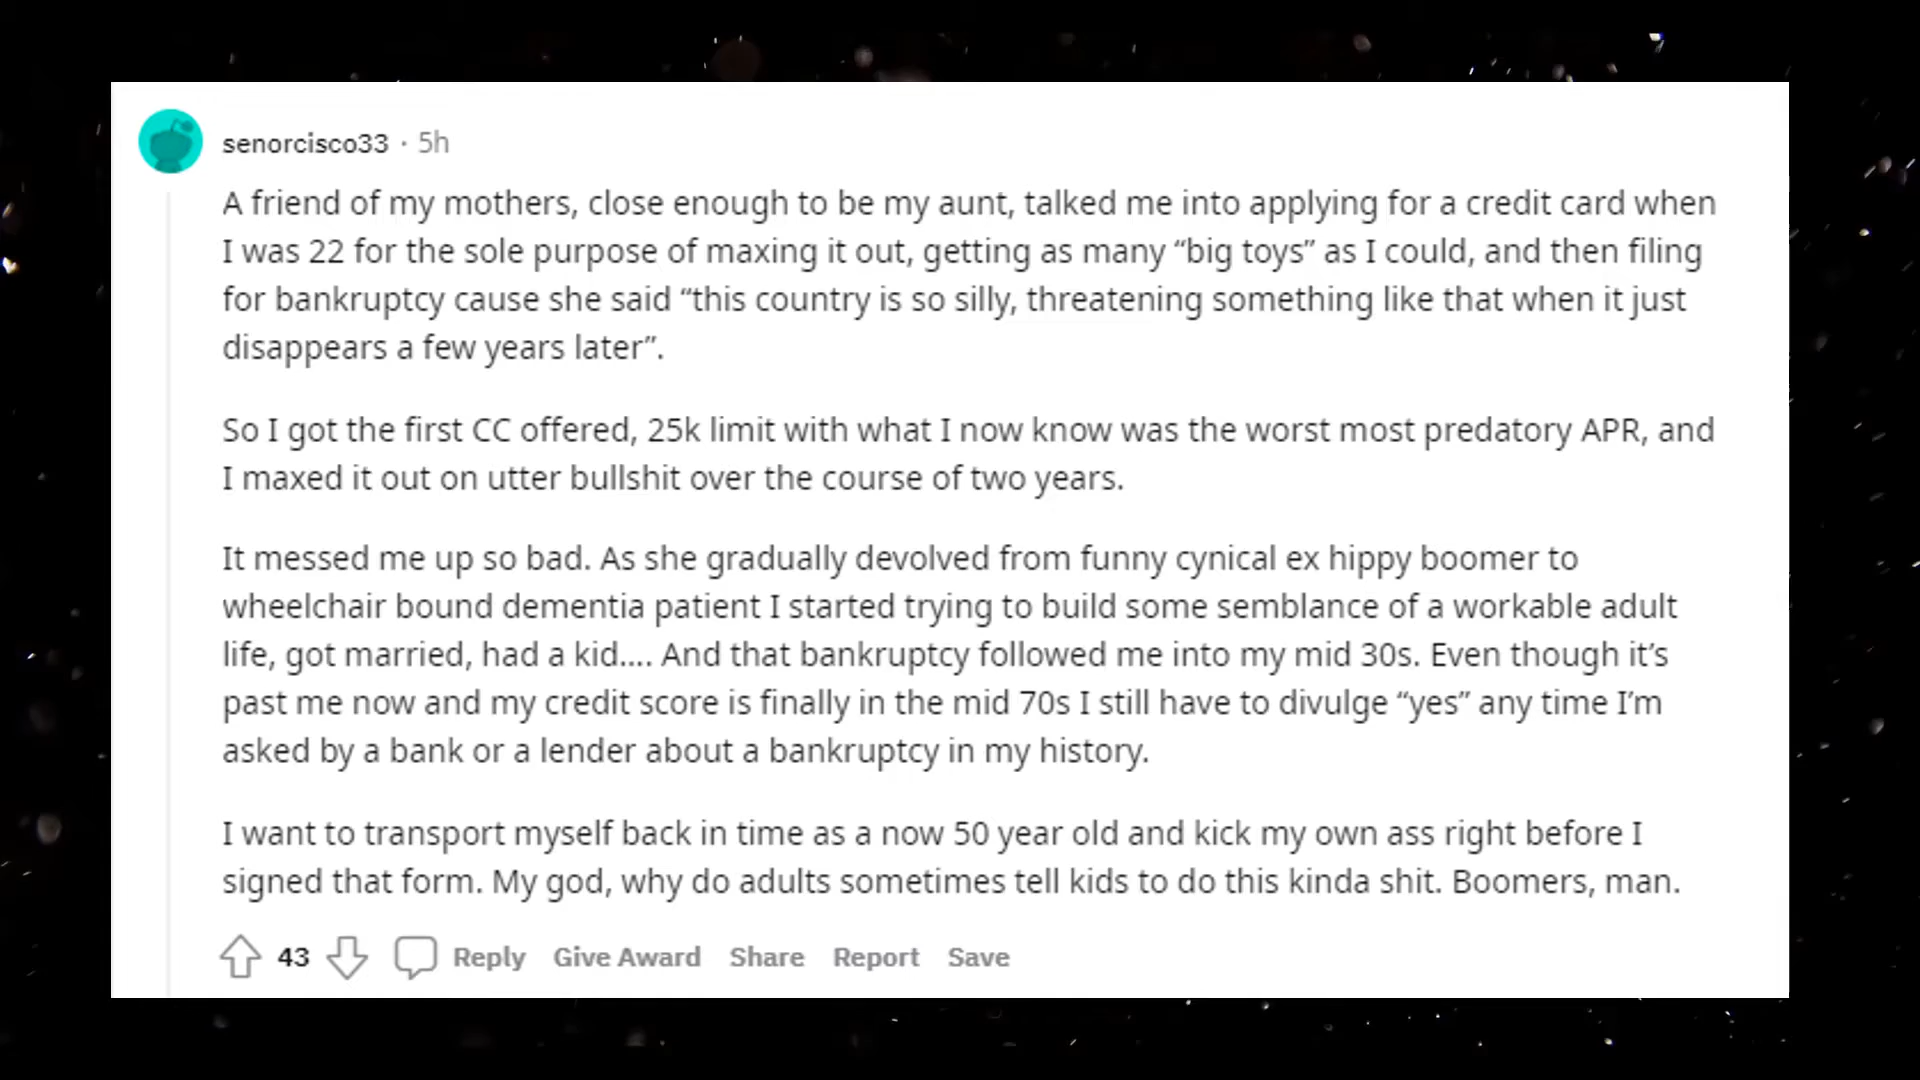 senorcisco33 · 5h
A friend of my mothers, close enough to be my aunt, talked me into applying for a credit card when
I was 22 for the sole purpose of maxing it out, getting as many “big toys” as I could, and then filing
for bankruptcy cause she said “this country is so silly, threatening something like that when it just
disappears a few years later”.
So I got the first CC offered, 25k limit with what I now know was the worst most predatory APR, and
I maxed it out on utter bullshit over the course of two years.
It messed me up so bad. As she gradually devolved from funny cynical ex hippy boomer to
wheelchair bound dementia patient I started trying to build some semblance of a workable adult
life, got married, had a kid.... And that bankruptcy followed me into my mid 30s. Even though it’s
past me now and my credit score is finally in the mid 70s I still have to divulge “yes” any time I’m
asked by a bank or a lender about a bankruptcy in my history.
I want to transport myself back in time as a now 50 year old and kick my own ass right before I
signed that form. My god, why do adults sometimes tell kids to do this kinda shit. Boomers, man.
43 Reply Give Award Share Report Save